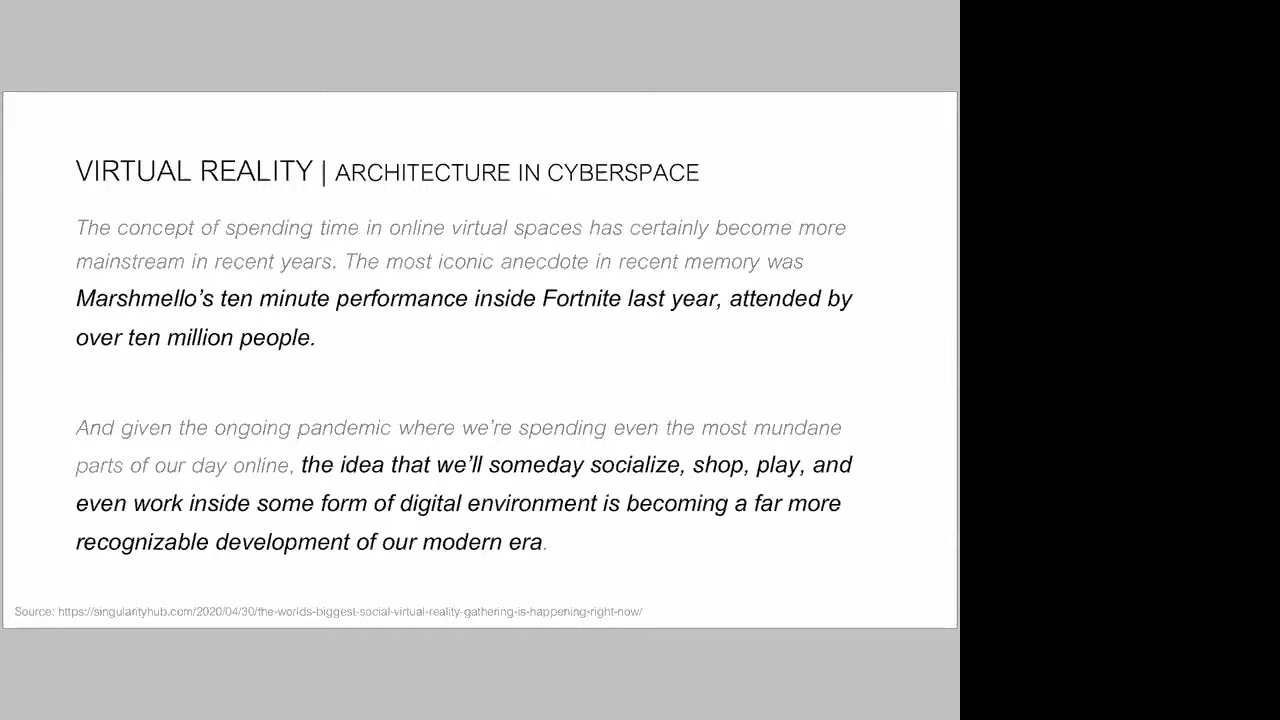 VIRTUAL REALITY | ARCHITECTURE IN CYBERSPACE
The concept of spending time in online virtual spaces has certainly become more
mainstream in recent years. The most iconic anecdote in recent memory was
Marshmello's ten minute performance inside Fortnite last year, attended by
over ten million people.
And given the ongoing pandemic where we're spending even the most mundane
parts of our day online, the idea that we'll someday socialize, shop, play, and
even work inside some form of digital environment is becoming a far more
recognizable development of our modern era.
Source: https://singularityhub.com/2020/04/30/the-worlds-biggest-social-virtual-reality-gathering-is-happening-right-now/